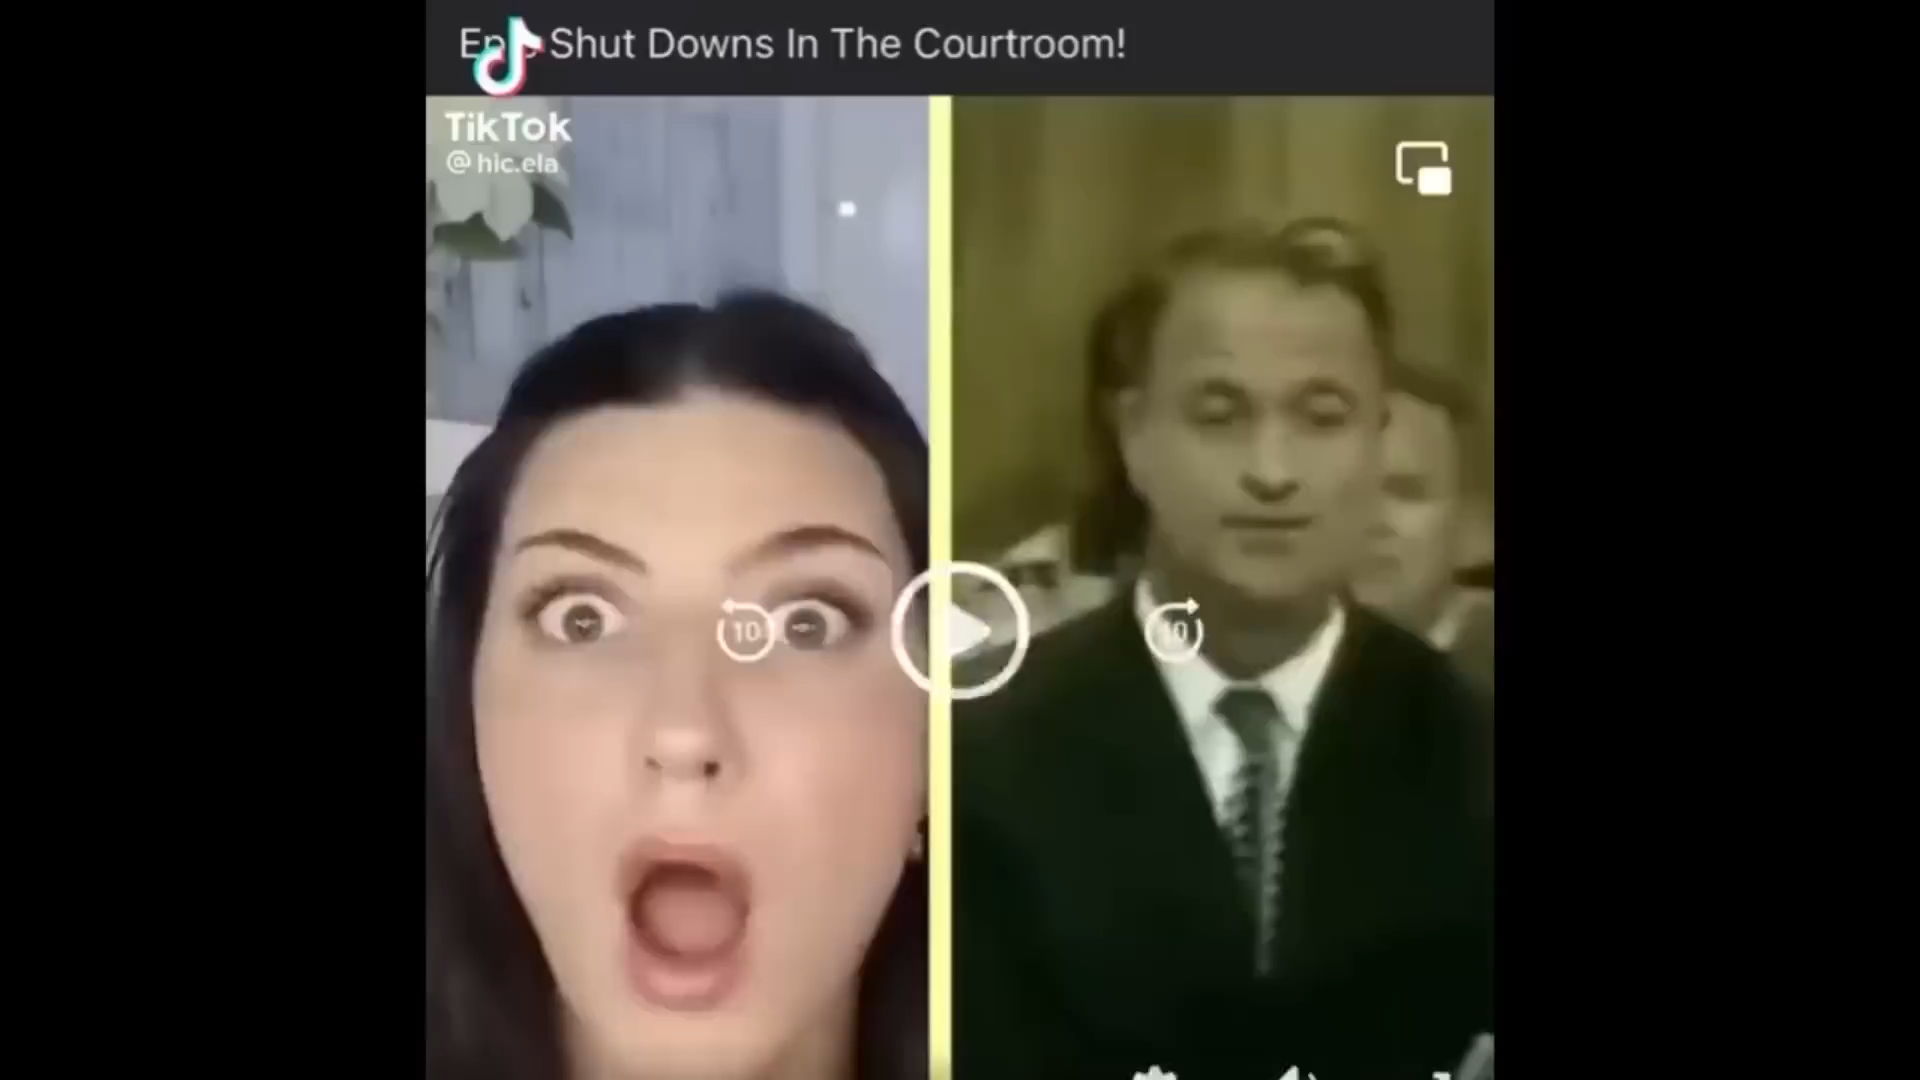 Shut Downs In The Courtroom!
TikTok
@hic.ela
10
10